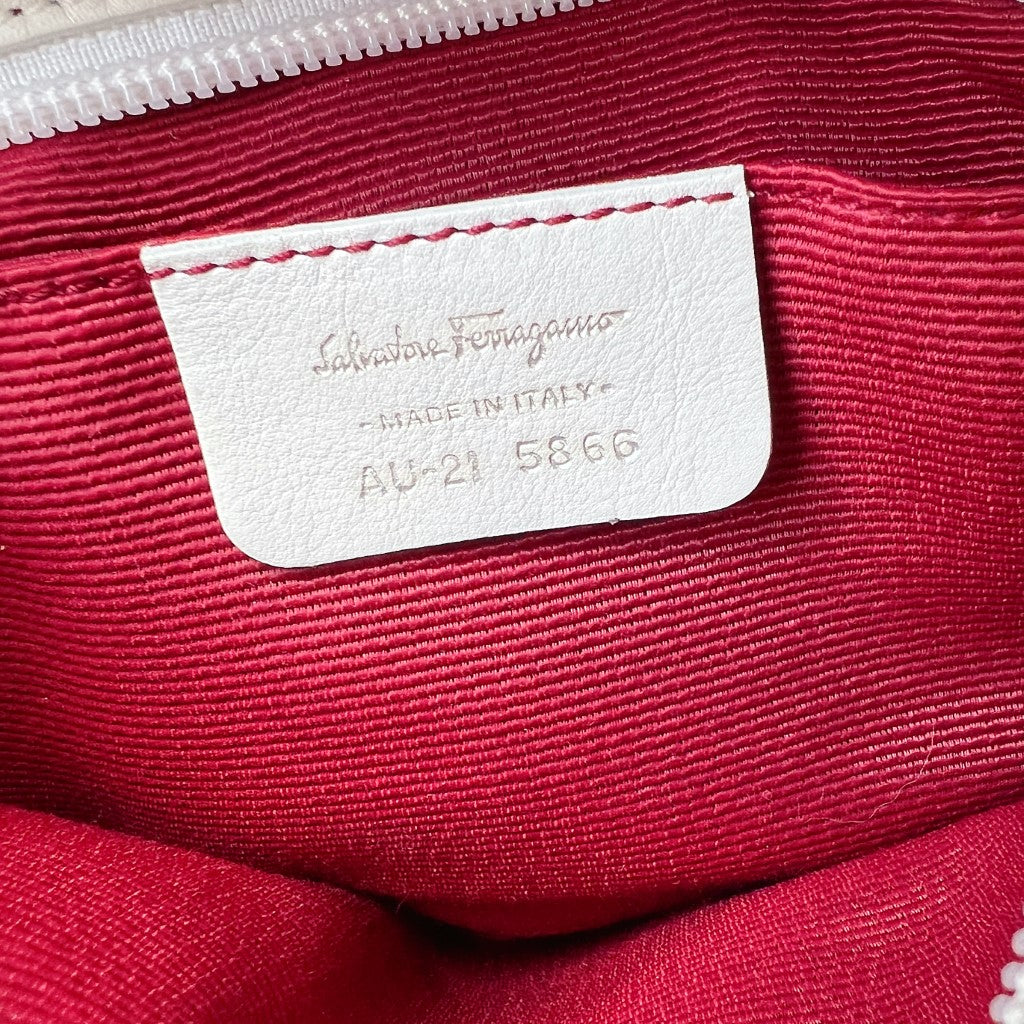 Salvatore Ferragamo
-MADE IN ITALY-
AU-21 5866